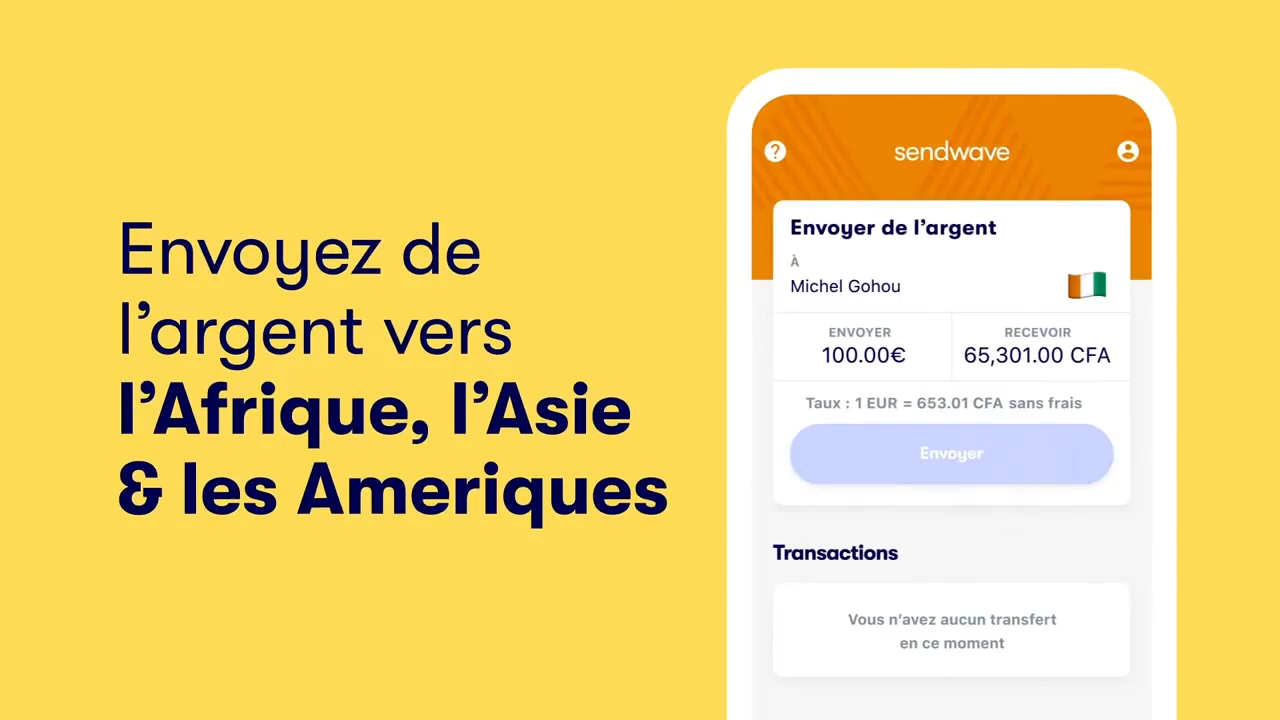 Envoyez de
l’argent vers
l’Afrique, l’Asie
& les Ameriques
sendwave
Envoyer de l’argent
À
Michel Gohou
ENVOYER
100.00€
RECEVOIR
65,301.00 CFA
Taux : 1 EUR = 653.01 CFA sans frais
Envoyer
Transactions
Vous n’avez aucun transfert
en ce moment